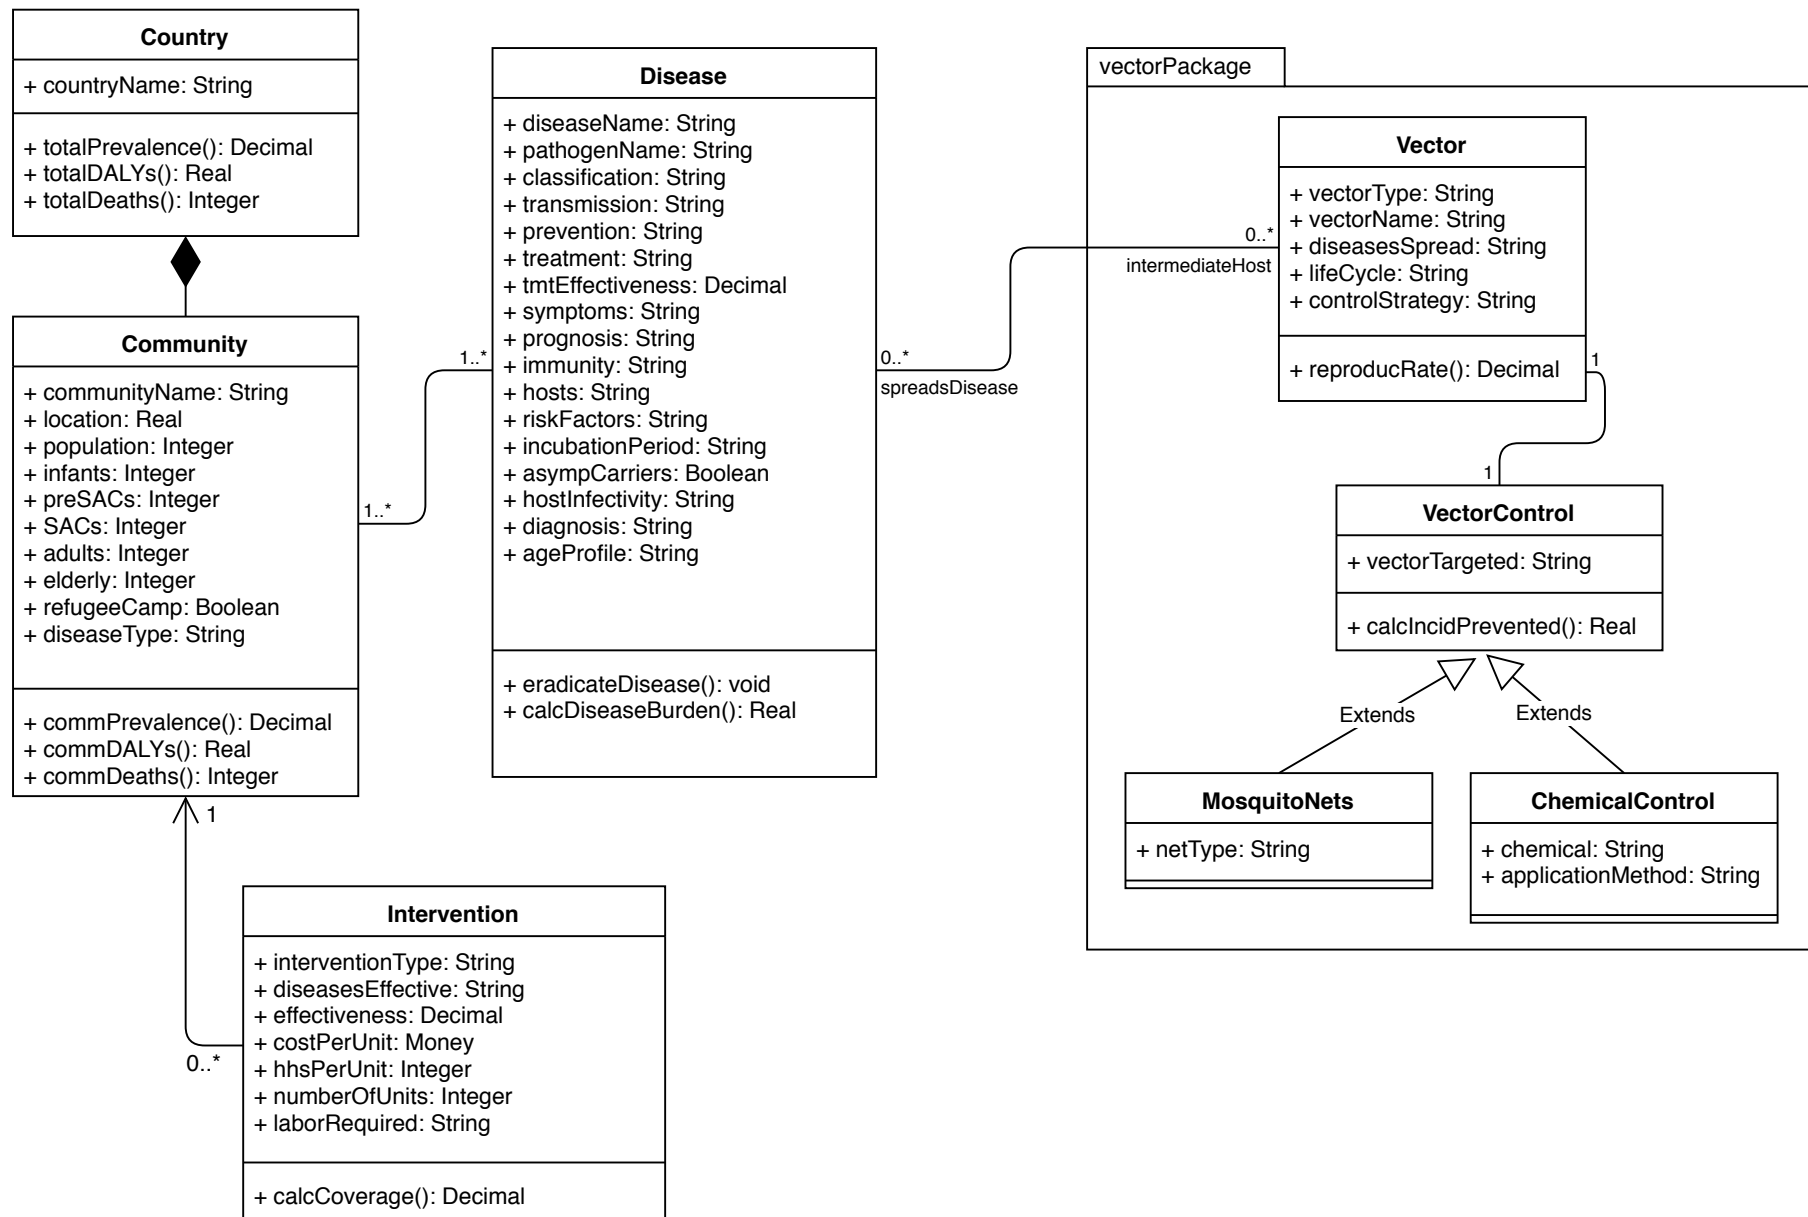 Country
+ countryName: String
+ totalPrevalence(): Decimal
+ totalDALYs(): Real
+ totalDeaths(): Integer
Community
+ communityName: String
+ location: Real
+ population: Integer
+ infants: Integer
+ preSACs: Integer
+ SACs: Integer
+ adults: Integer
+ elderly: Integer
+ refugeeCamp: Boolean
+ diseaseType: String
+ commPrevalence(): Decimal
+ commDALYs(): Real
+ commDeaths(): Integer
1..*
1..*
1
0..*
Intervention
+ interventionType: String
+ diseasesEffective: String
+ effectiveness: Decimal
+ costPerUnit: Money
+ hhsPerUnit: Integer
+ numberOfUnits: Integer
+ laborRequired: String
+ calcCoverage(): Decimal
Disease
+ diseaseName: String
+ pathogenName: String
+ classification: String
+ transmission: String
+ prevention: String
+ treatment: String
+ tmtEffectiveness: Decimal
+ symptoms: String
+ prognosis: String
+ immunity: String
+ hosts: String
+ riskFactors: String
+ incubationPeriod: String
+ asympCarriers: Boolean
+ hostInfectivity: String
+ diagnosis: String
+ ageProfile: String
+ eradicateDisease(): void
+ calcDiseaseBurden(): Real
0..*
spreadsDisease
vectorPackage
0..*
intermediateHost
Vector
+ vectorType: String
+ vectorName: String
+ diseasesSpread: String
+ lifeCycle: String
+ controlStrategy: String
+ reproducRate(): Decimal
1
1
VectorControl
+ vectorTargeted: String
+ calcIncidPrevented(): Real
Extends
Extends
MosquitoNets
+ netType: String
ChemicalControl
+ chemical: String
+ applicationMethod: String